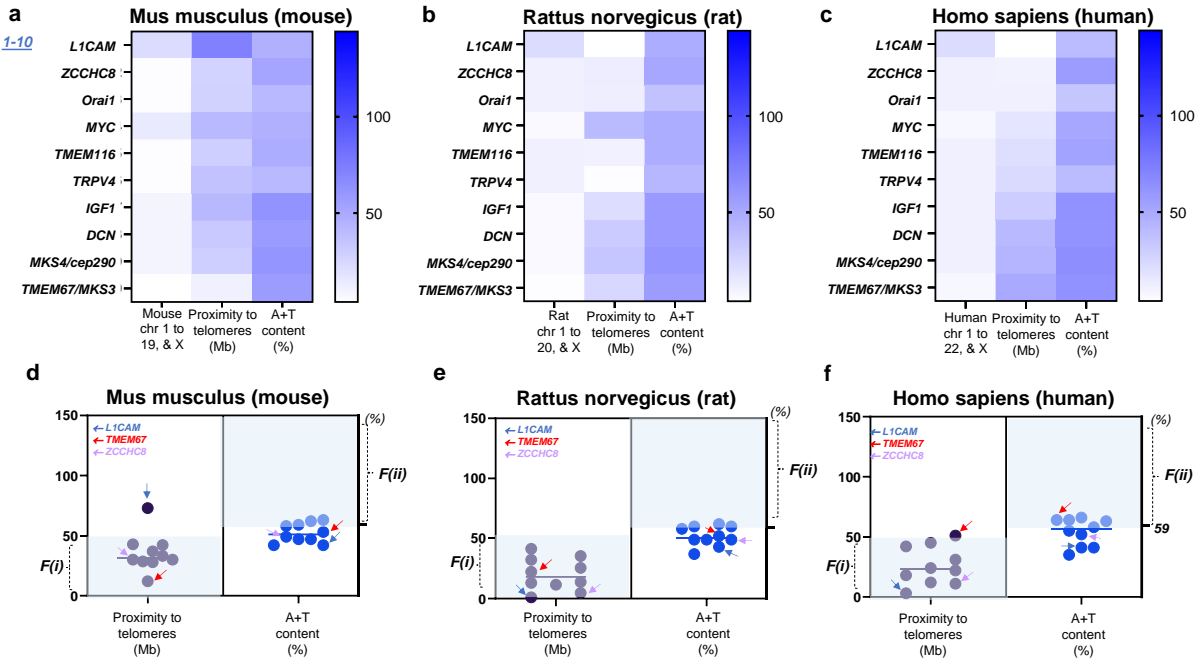 a
Mus musculus (mouse)
1-10
L1CAM
ZCCHC8
Orai1
MYC
TMEM116
TRPV4
IGF1
DCN
MKS4/cep290
TMEM67/MKS3
Mouse
chr 1 to
19, & X
Proximity to
telomeres
(Mb)
A+T
content
(%)
100
50
b
Rattus norvegicus (rat)
L1CAM
ZCCHC8
Orai1
MYC
TMEM116
TRPV4
IGF1
DCN
MKS4/cep290
TMEM67/MKS3
Rat
chr 1 to
20, & X
Proximity to
telomeres
(Mb)
A+T
content
(%)
100
50
c
Homo sapiens (human)
L1CAM
ZCCHC8
Orai1
MYC
TMEM116
TRPV4
IGF1
DCN
MKS4/cep290
TMEM67/MKS3
Human
chr 1 to
22, & X
Proximity to
telomeres
(Mb)
A+T
content
(%)
100
50
d
Mus musculus (mouse)
150
100
50
0
F(i)
← L1CAM
← TMEM67
← ZCCHC8
(%)
F(ii)
Proximity to
telomeres
(Mb)
A+T
content
(%)
e
Rattus norvegicus (rat)
150
100
50
0
F(i)
← L1CAM
← TMEM67
← ZCCHC8
(%)
F(ii)
Proximity to
telomeres
(Mb)
A+T
content
(%)
f
Homo sapiens (human)
150
100
50
0
F(i)
← L1CAM
← TMEM67
← ZCCHC8
(%)
F(ii)
59
Proximity to
telomeres
(Mb)
A+T
content
(%)